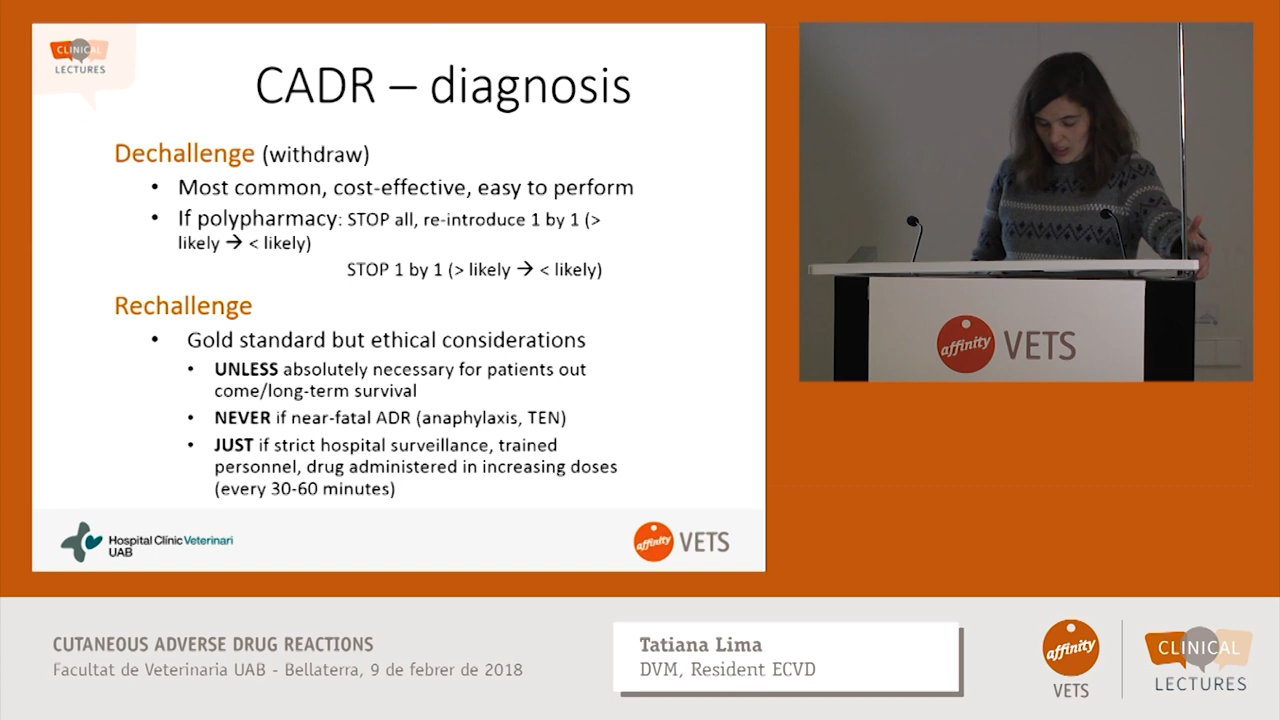 CLINICAL
LECTURES
CADR – diagnosis
Dechallenge (withdraw)
• Most common, cost-effective, easy to perform
• If polypharmacy: STOP all, re-introduce 1 by 1 (>
likely → < likely)
STOP 1 by 1 (> likely → < likely)
Rechallenge
• Gold standard but ethical considerations
• UNLESS absolutely necessary for patients out
come/long-term survival
• NEVER if near-fatal ADR (anaphylaxis, TEN)
• JUST if strict hospital surveillance, trained
personnel, drug administered in increasing doses
(every 30-60 minutes)
Hospital Clínic Veterinari
UAB
affinity VETS
affinity VETS
CUTANEOUS ADVERSE DRUG REACTIONS
Facultat de Veterinaria UAB - Bellaterra, 9 de febrer de 2018
Tatiana Lima
DVM, Resident ECVD
affinity
VETS
CLINICAL
LECTURES